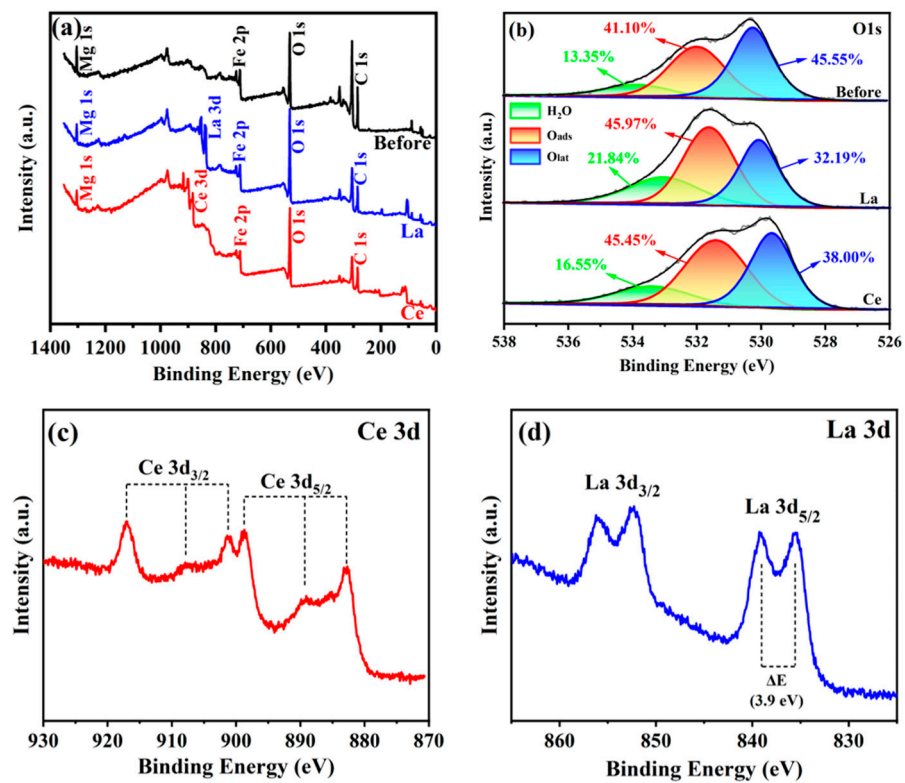 (a)
Mg 1s
Fe 2p
O 1s
C 1s
Before
Mg 1s
La 3d
Fe 2p
O 1s
C 1s
La
Mg 1s
Ce 3d
Fe 2p
O 1s
C 1s
Ce
Intensity (a.u.)
1400 1200 1000 800 600 400 200 0
Binding Energy (eV)
(b)
O1s
41.10%
13.35%
45.55%
Before
H₂O
Oads
Olat
45.97%
21.84%
32.19%
La
45.45%
16.55%
38.00%
Ce
Intensity (a.u.)
538 536 534 532 530 528 526
Binding Energy (eV)
(c)
Ce 3d
Ce 3d₃/₂
Ce 3d₅/₂
Intensity (a.u.)
930 920 910 900 890 880 870
Binding Energy (eV)
(d)
La 3d
La 3d₃/₂
La 3d₅/₂
ΔE
(3.9 eV)
Intensity (a.u.)
860 850 840 830
Binding Energy (eV)